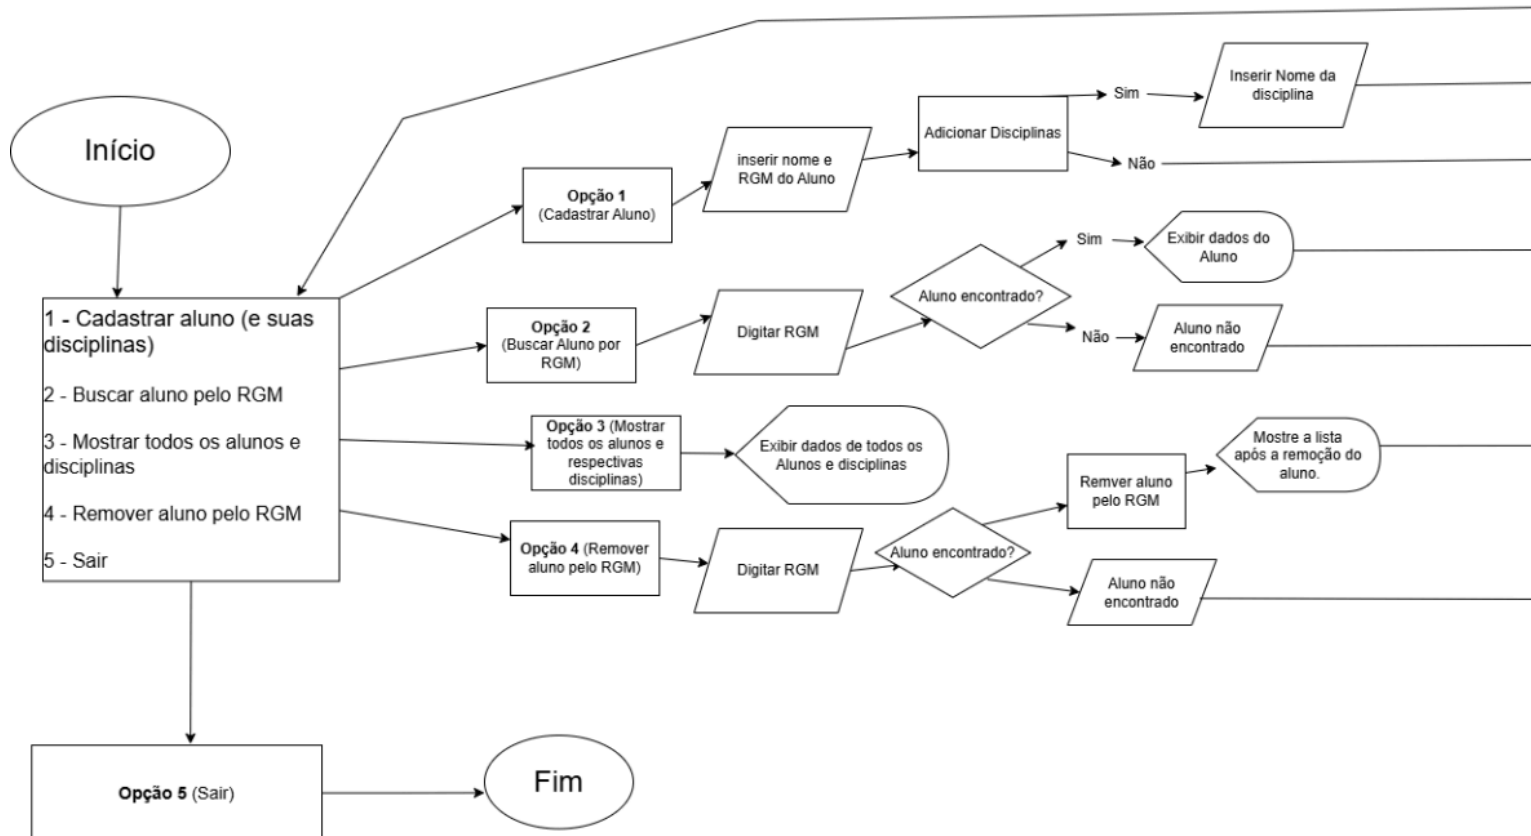 Início
1 - Cadastrar aluno (e suas
disciplinas)
2 - Buscar aluno pelo RGM
3 - Mostrar todos os alunos e
disciplinas
4 - Remover aluno pelo RGM
5 - Sair
Opção 1
(Cadastrar Aluno)
inserir nome e
RGM do Aluno
Adicionar Disciplinas
Sim
Inserir Nome da
disciplina
Não
Opção 2
(Buscar Aluno por
RGM)
Digitar RGM
Aluno encontrado?
Sim
Exibir dados do
Aluno
Não
Aluno não
encontrado
Opção 3 (Mostrar
todos os alunos e
respectivas
disciplinas)
Exibir dados de todos os
Alunos e disciplinas
Opção 4 (Remover
aluno pelo RGM)
Digitar RGM
Aluno encontrado?
Remver aluno
pelo RGM
Mostre a lista
após a remoção do
aluno.
Aluno não
encontrado
Opção 5 (Sair)
Fim